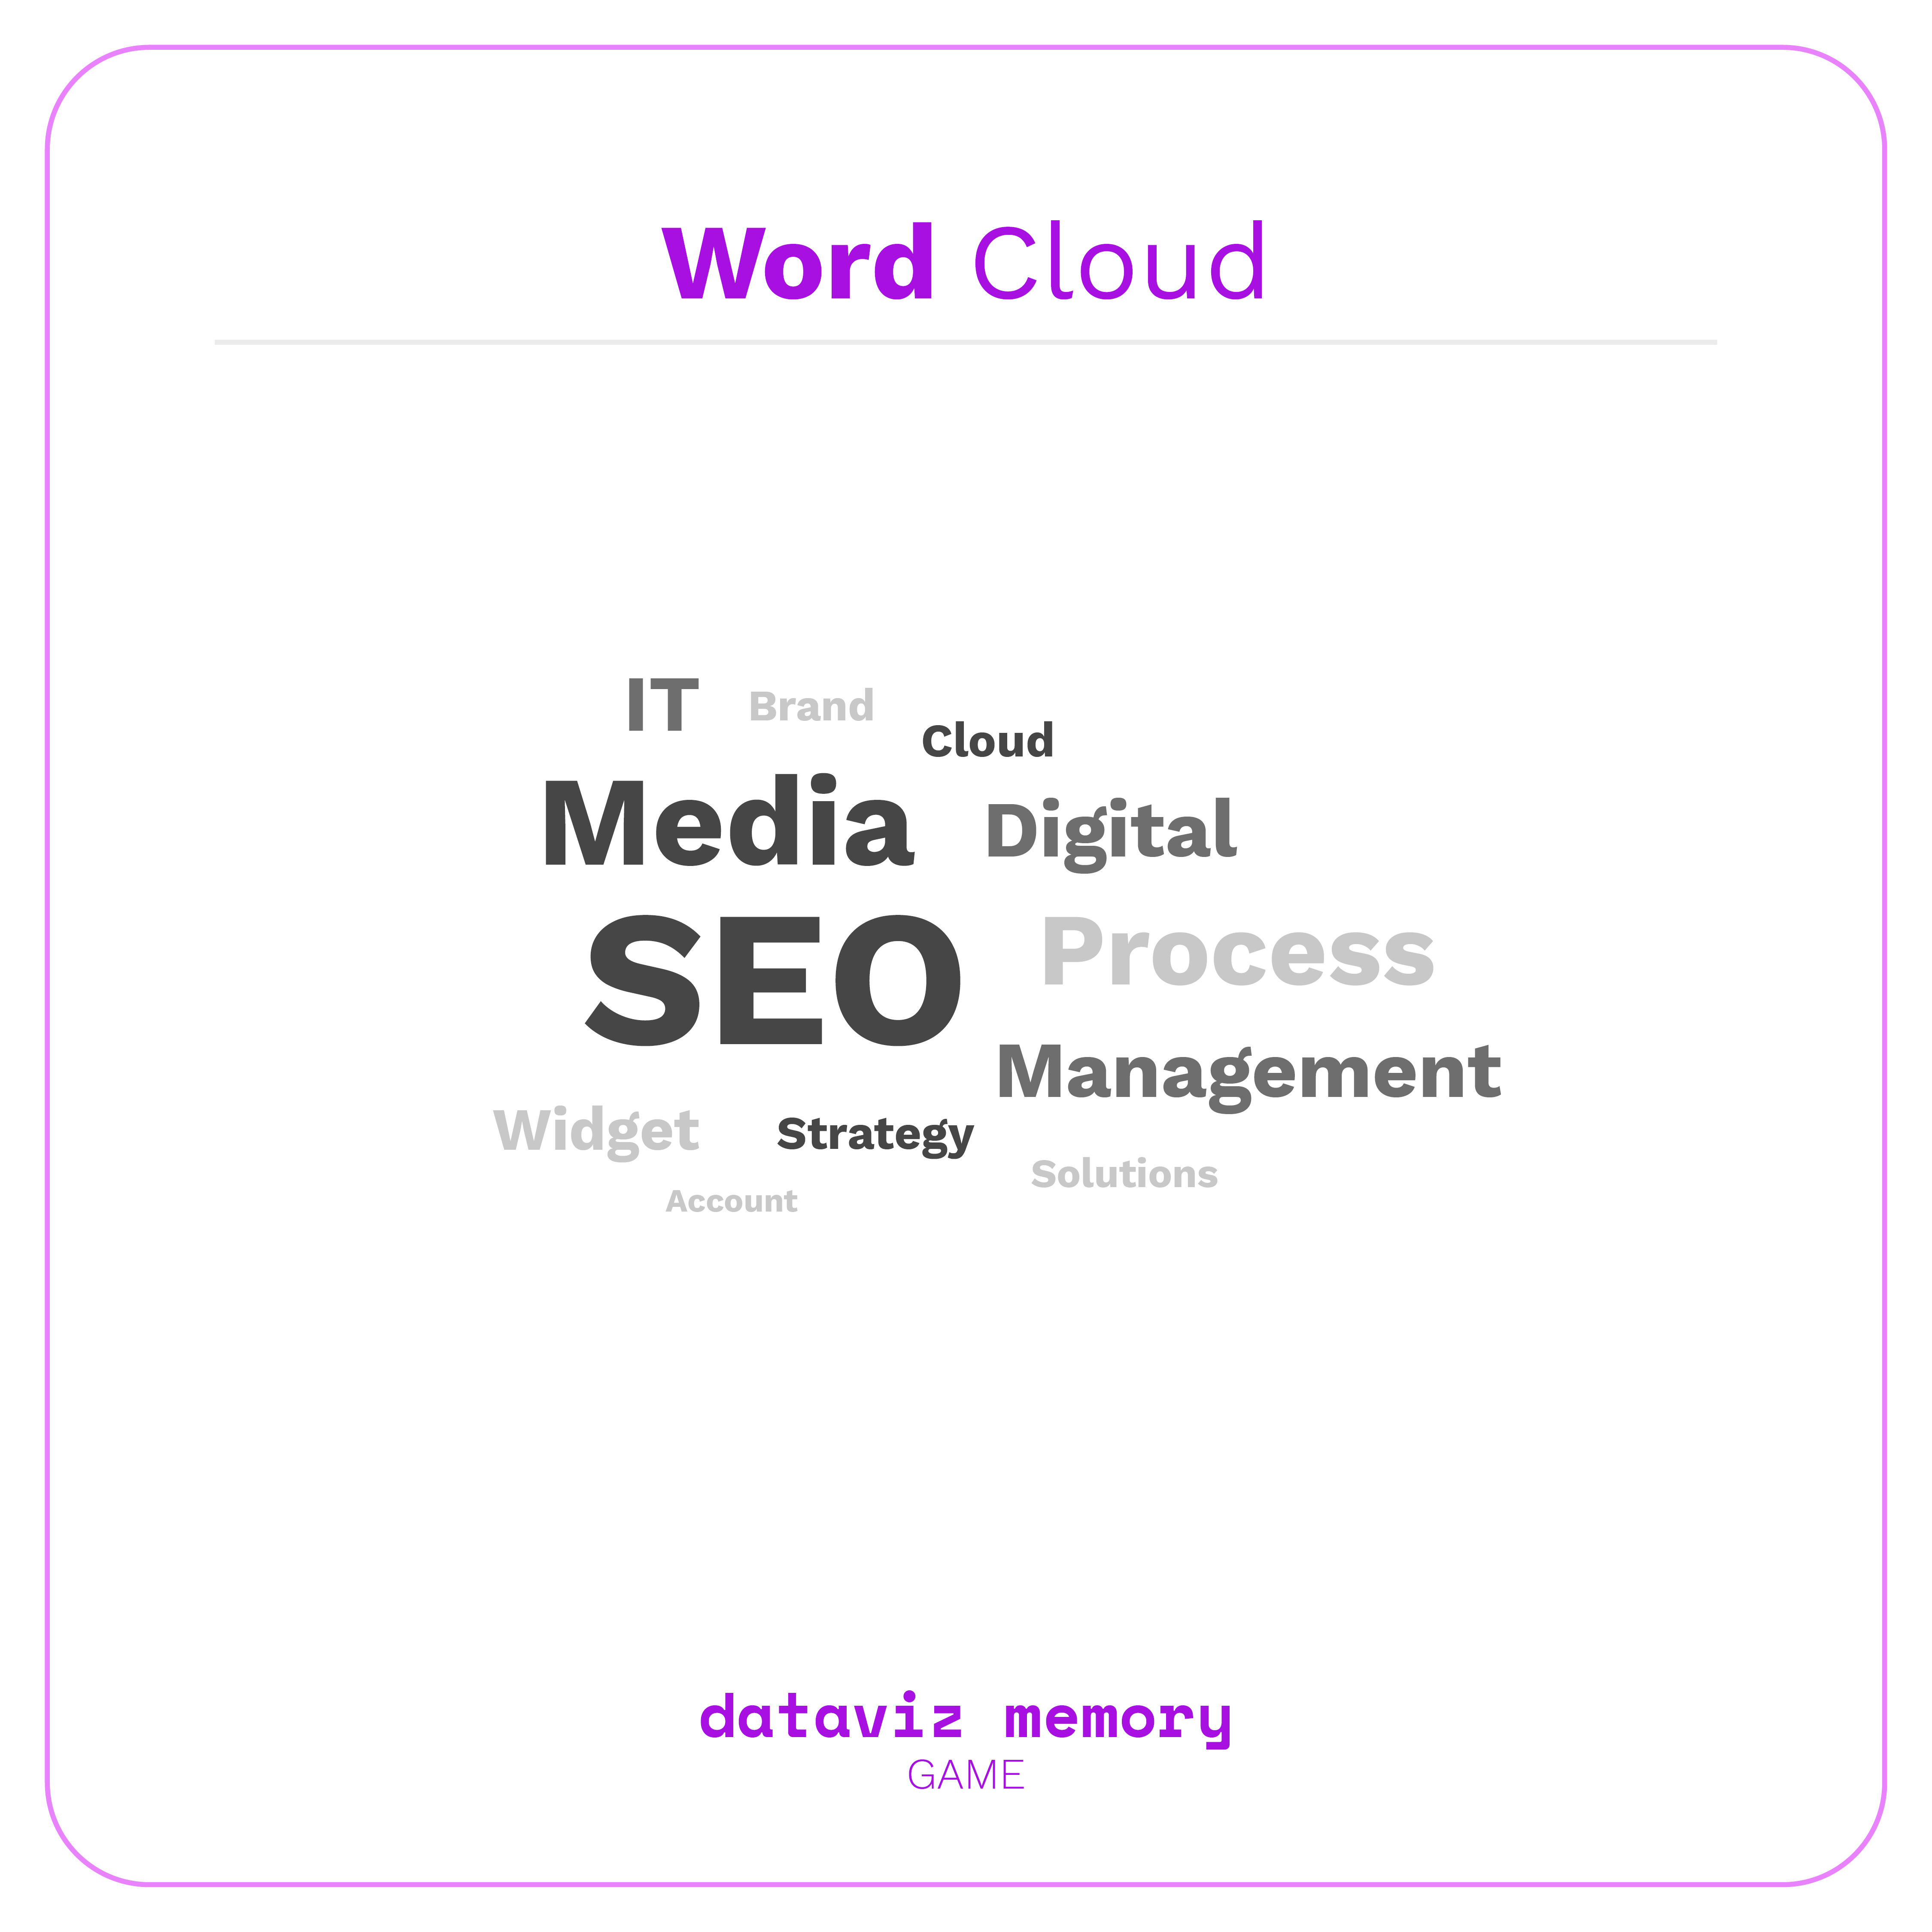 Word Cloud
IT Brand
Cloud
Media Digital
SEO Process
Management
Widget Strategy
Solutions
Account
dataviz memory
GAME